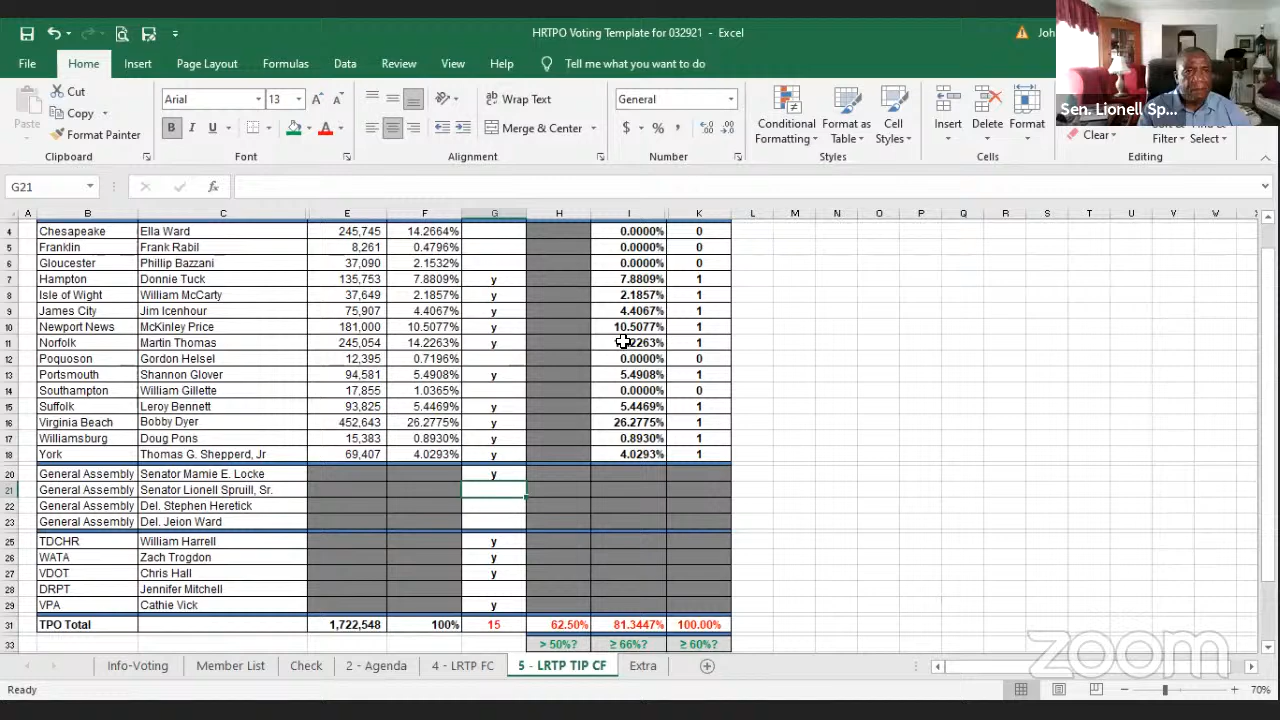 HRTPO Voting Template for 032921 - Excel
Joh
File Home Insert Page Layout Formulas Data Review View Help Tell me what you want to do
Sen. Lionell Sp...
Cut
Copy
Format Painter
Paste
Clipboard
Arial 13
B I U
Font
Wrap Text
Merge & Center
Alignment
General
$ % ,
Number
Conditional Formatting
Format as Table
Cell Styles
Styles
Insert Delete Format
Cells
Clear
Filter Select
Editing
G21
A B C E F G H I K L M N O P Q R S T U V W
4 Chesapeake Ella Ward 245,745 14.2664% 0.0000% 0
5 Franklin Frank Rabil 8,261 0.4796% 0.0000% 0
6 Gloucester Phillip Bazzani 37,090 2.1532% 0.0000% 0
7 Hampton Donnie Tuck 135,753 7.8809% y 7.8809% 1
8 Isle of Wight William McCarty 37,649 2.1857% y 2.1857% 1
9 James City Jim Icenhour 75,907 4.4067% y 4.4067% 1
10 Newport News McKinley Price 181,000 10.5077% y 10.5077% 1
11 Norfolk Martin Thomas 245,054 14.2263% y 2263% 1
12 Poquoson Gordon Helsel 12,395 0.7196% 0.0000% 0
13 Portsmouth Shannon Glover 94,581 5.4908% y 5.4908% 1
14 Southampton William Gillette 17,855 1.0365% 0.0000% 0
15 Suffolk Leroy Bennett 93,825 5.4469% y 5.4469% 1
16 Virginia Beach Bobby Dyer 452,643 26.2775% y 26.2775% 1
17 Williamsburg Doug Pons 15,383 0.8930% y 0.8930% 1
18 York Thomas G. Shepperd, Jr 69,407 4.0293% y 4.0293% 1
20 General Assembly Senator Mamie E. Locke y
21 General Assembly Senator Lionell Spruill, Sr.
22 General Assembly Del. Stephen Heretick
23 General Assembly Del. Jeion Ward
25 TDCHR William Harrell y
26 WATA Zach Trogdon y
27 VDOT Chris Hall y
28 DRPT Jennifer Mitchell
29 VPA Cathie Vick y
31 TPO Total 1,722,548 100% 15 62.50% 81.3447% 100.00%
33 > 50%? ≥ 66%? ≥ 60%?
Info-Voting Member List Check 2 - Agenda 4 - LRTP FC 5 - LRTP TIP CF Extra
Ready
70%
zoom